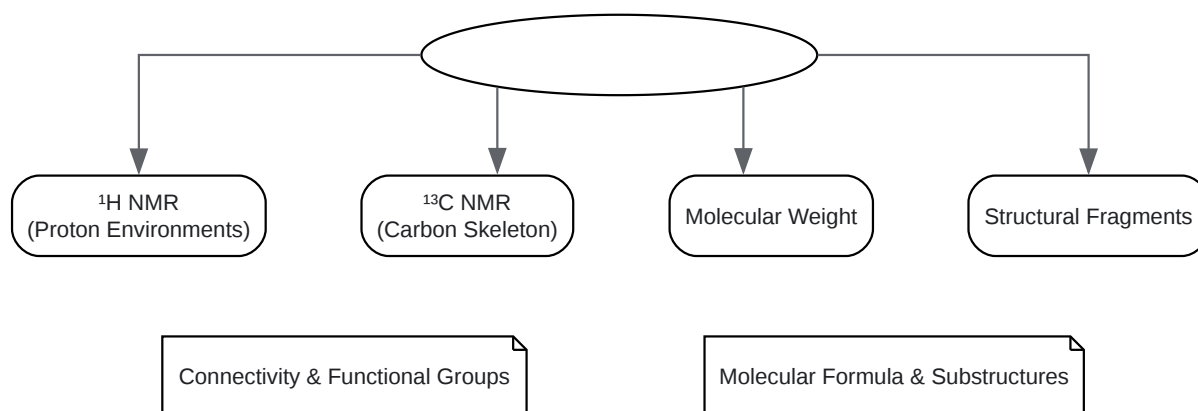 ¹H NMR
(Proton Environments)
¹³C NMR
(Carbon Skeleton)
Molecular Weight
Structural Fragments
Connectivity & Functional Groups
Molecular Formula & Substructures